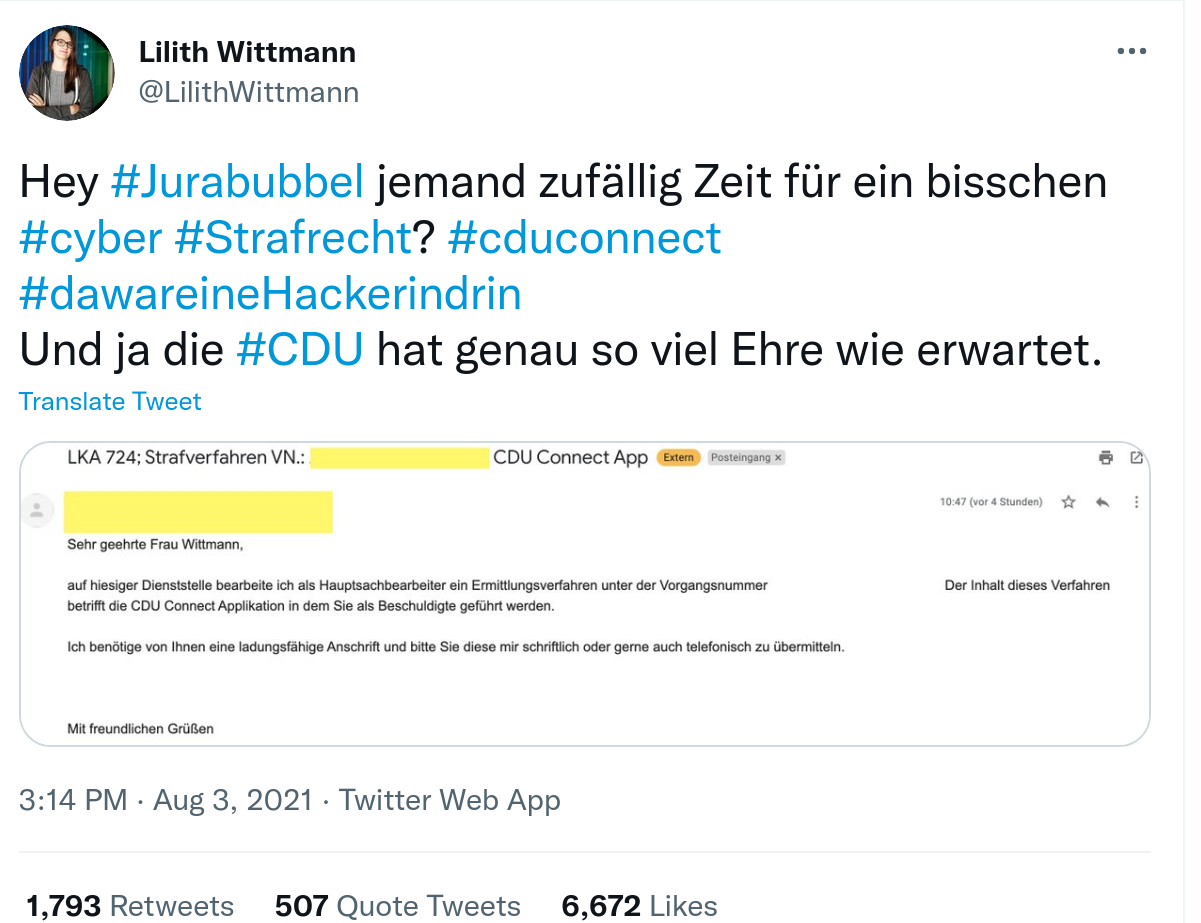 Lilith Wittmann
@LilithWittmann
Hey #Jurabubbel jemand zufällig Zeit für ein bisschen
#cyber #Strafrecht? #cduconnect
#dawareineHackerindrin
Und ja die #CDU hat genau so viel Ehre wie erwartet.
Translate Tweet
LKA 724; Strafverfahren VN.: CDU Connect App Extern Posteingang ×
10:47 (vor 4 Stunden)
Sehr geehrte Frau Wittmann,
auf hiesiger Dienststelle bearbeite ich als Hauptsachbearbeiter ein Ermittlungsverfahren unter der Vorgangsnummer Der Inhalt dieses Verfahren
betrifft die CDU Connect Applikation in dem Sie als Beschuldigte geführt werden.
Ich benötige von Ihnen eine ladungsfähige Anschrift und bitte Sie diese mir schriftlich oder gerne auch telefonisch zu übermitteln.
Mit freundlichen Grüßen
3:14 PM · Aug 3, 2021 · Twitter Web App
1,793 Retweets 507 Quote Tweets 6,672 Likes